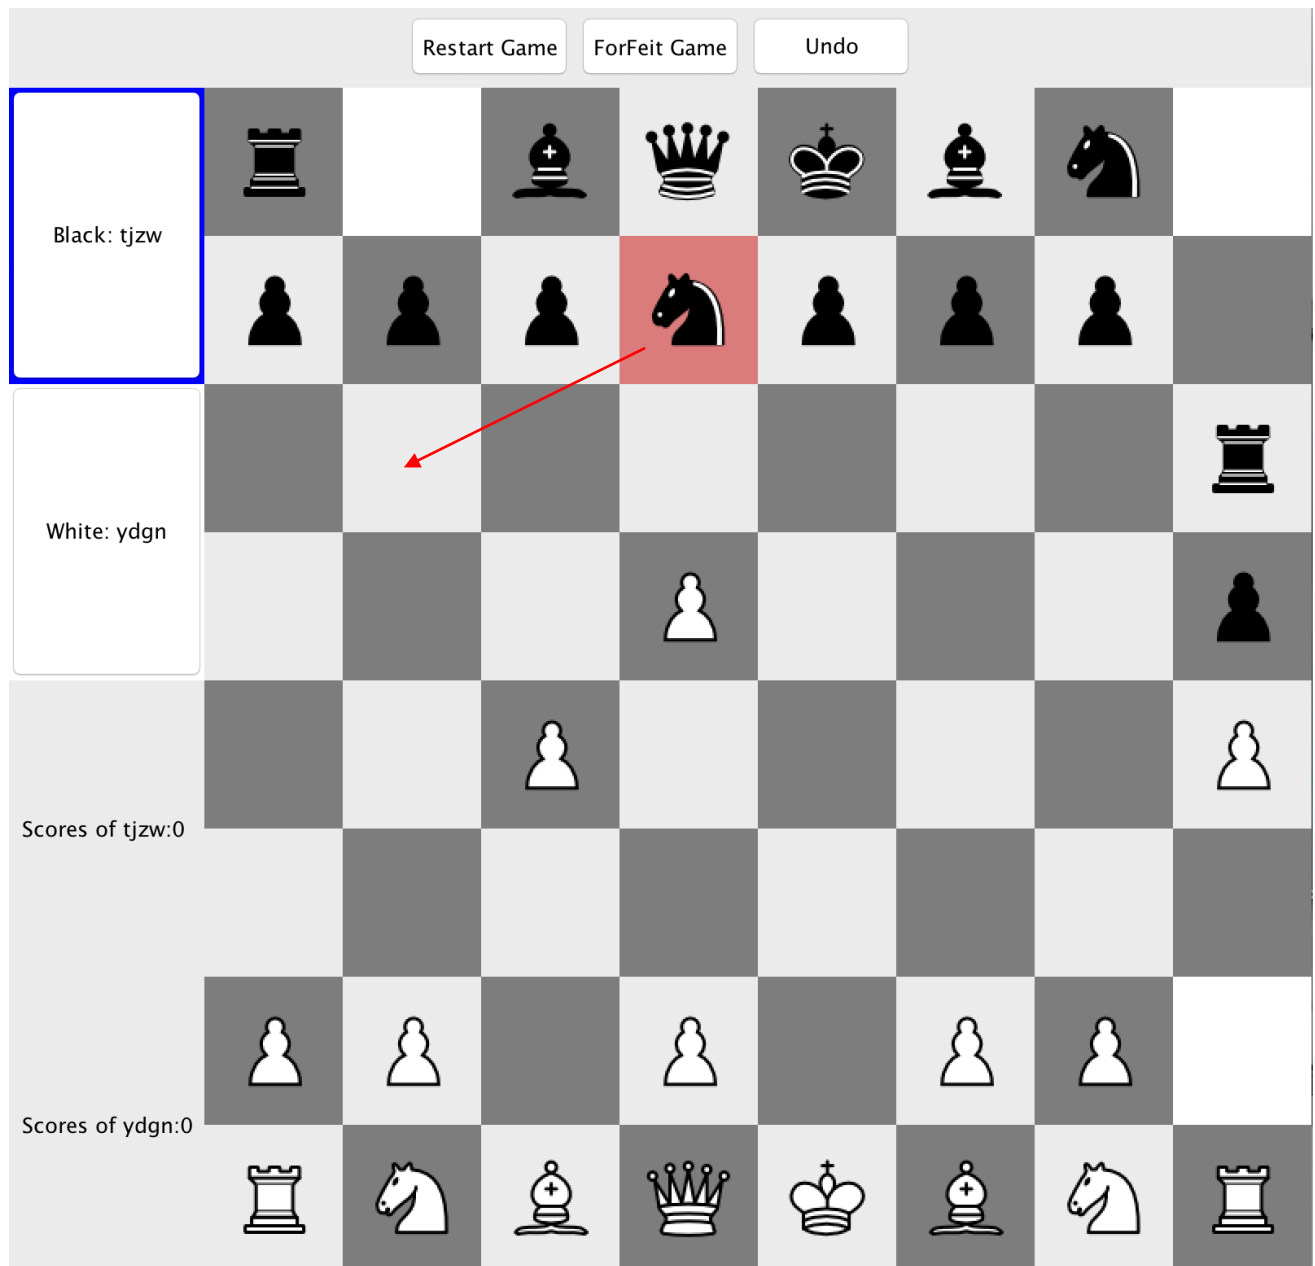 Restart Game
ForFeit Game
Undo
Black: tjzw
White: ydgn
Scores of tjzw:0
Scores of ydgn:0